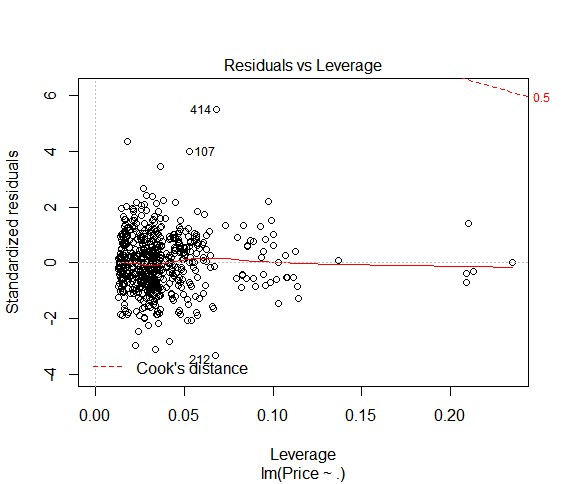 Residuals vs Leverage
Standardized residuals
6
4
2
0
-2
-4
414
107
212
0.5
Cook's distance
0.00 0.05 0.10 0.15 0.20
Leverage
lm(Price ~ .)